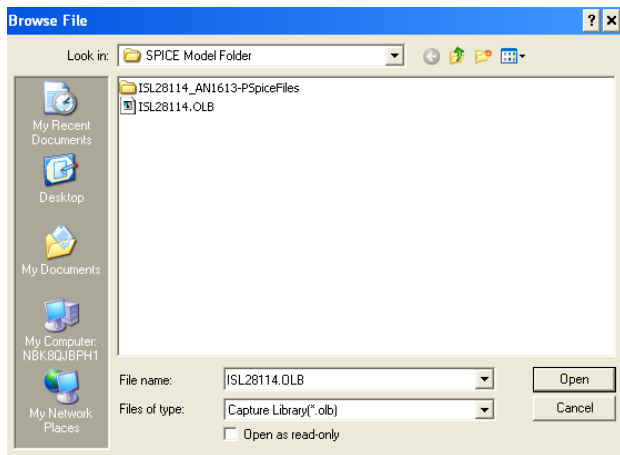 Browse File
?
×
Look in:
SPICE Model Folder
ISL28114_AN1613-PSpiceFiles
ISL28114.OLB
My Recent
Documents
Desktop
My Documents
My Computer:
NBK8QJBPH1
My Network
Places
File name:
ISL28114.OLB
Open
Files of type:
Capture Library(*.olb)
Cancel
Open as read-only